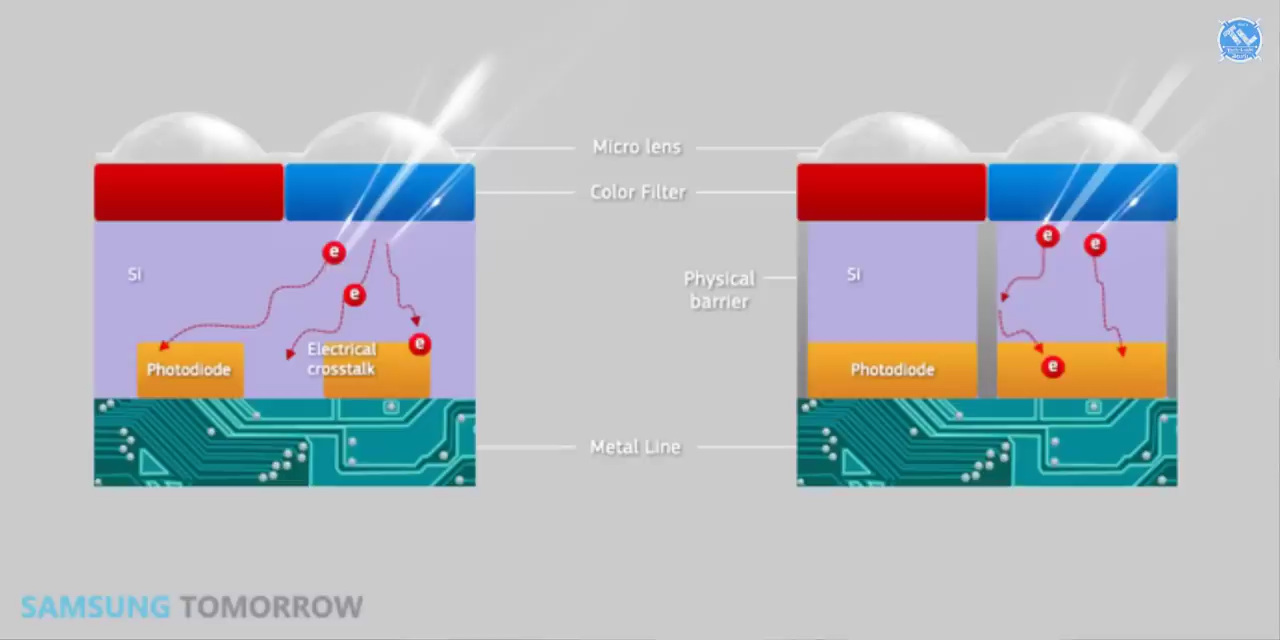 Micro lens
Color Filter
Si
Si
Physical
barrier
e
e
e
e
e
e
Electrical
crosstalk
Photodiode
Photodiode
Metal Line
SAMSUNG TOMORROW